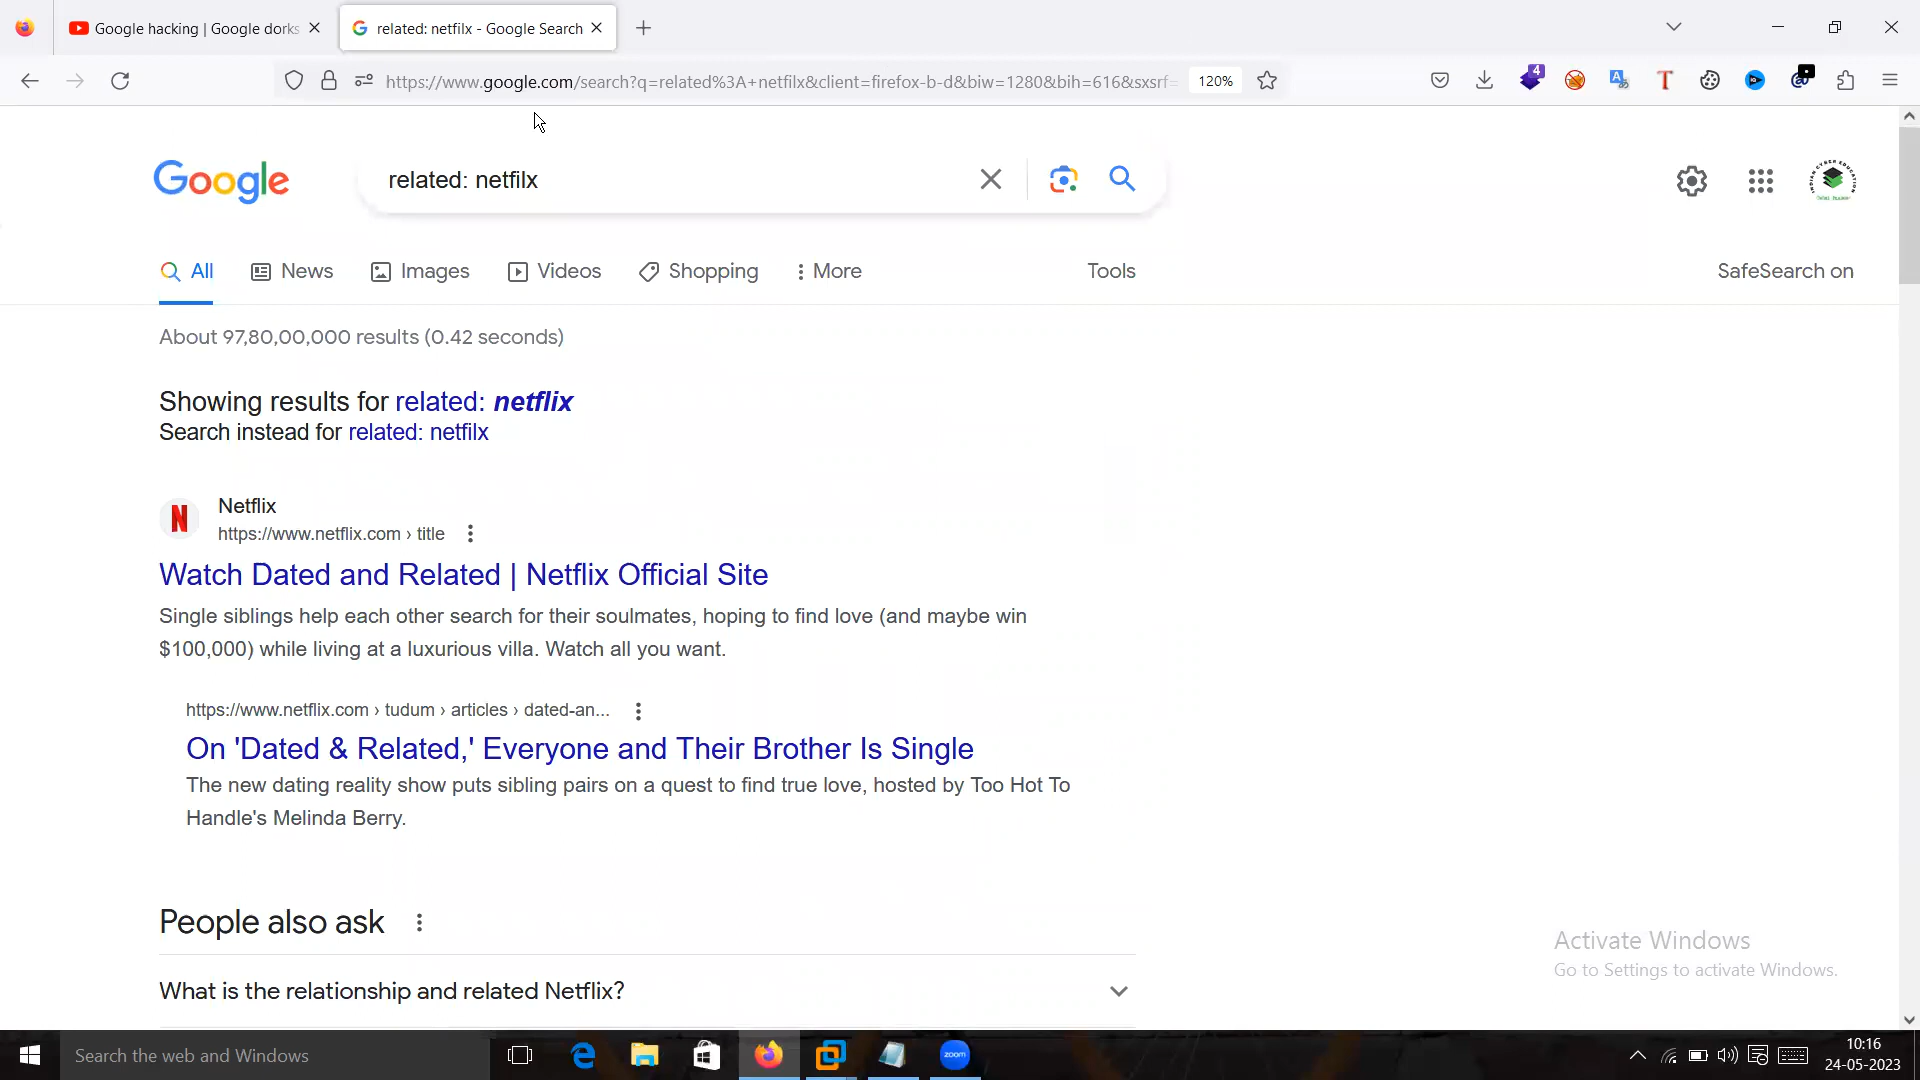 Google hacking | Google dorks
related: netfilx - Google Search
https://www.google.com/search?q=related%3A+netfilx&client=firefox-b-d&biw=1280&bih=616&sxsrf=
120%
4
Google
related: netfilx
All
News
Images
Videos
Shopping
More
Tools
SafeSearch on
About 97,80,00,000 results (0.42 seconds)
Showing results for related: netflix
Search instead for related: netfilx
Netflix
https://www.netflix.com › title
Watch Dated and Related | Netflix Official Site
Single siblings help each other search for their soulmates, hoping to find love (and maybe win
$100,000) while living at a luxurious villa. Watch all you want.
https://www.netflix.com › tudum › articles › dated-an...
On 'Dated & Related,' Everyone and Their Brother Is Single
The new dating reality show puts sibling pairs on a quest to find true love, hosted by Too Hot To
Handle's Melinda Berry.
People also ask
What is the relationship and related Netflix?
Activate Windows
Go to Settings to activate Windows.
Search the web and Windows
zoom
10:16
24-05-2023